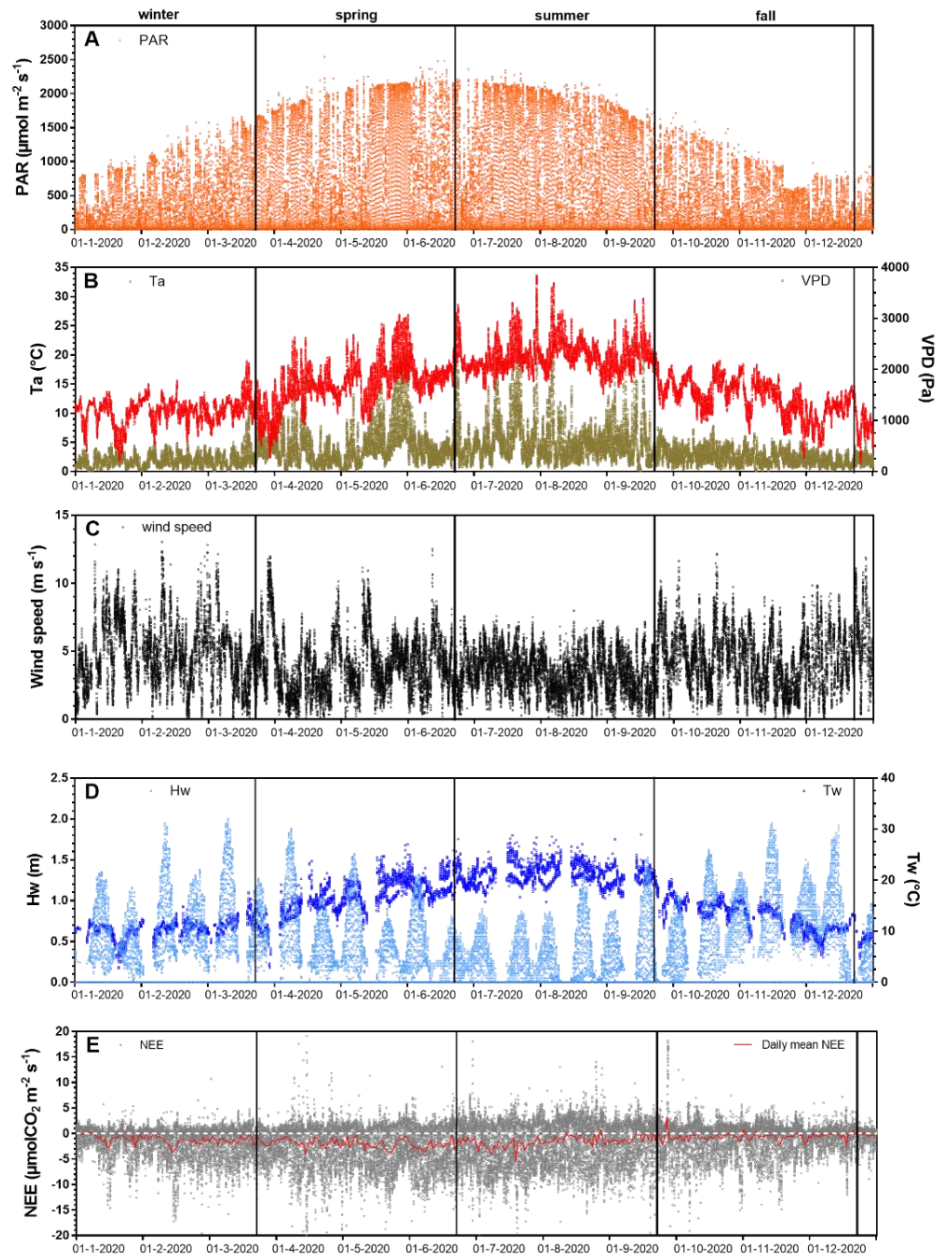 winter spring summer fall
A PAR
PAR (µmol m⁻² s⁻¹)
3000
2500
2000
1500
1000
500
0
01-1-2020 01-2-2020 01-3-2020 01-4-2020 01-5-2020 01-6-2020 01-7-2020 01-8-2020 01-9-2020 01-10-2020 01-11-2020 01-12-2020
B Ta VPD
Ta (°C)
35
30
25
20
15
10
5
0
VPD (Pa)
4000
3000
2000
1000
0
01-1-2020 01-2-2020 01-3-2020 01-4-2020 01-5-2020 01-6-2020 01-7-2020 01-8-2020 01-9-2020 01-10-2020 01-11-2020 01-12-2020
C wind speed
Wind speed (m s⁻¹)
15
10
5
0
01-1-2020 01-2-2020 01-3-2020 01-4-2020 01-5-2020 01-6-2020 01-7-2020 01-8-2020 01-9-2020 01-10-2020 01-11-2020 01-12-2020
D Hw Tw
Hw (m)
2.5
2.0
1.5
1.0
0.5
0.0
Tw (°C)
40
30
20
10
0
01-1-2020 01-2-2020 01-3-2020 01-4-2020 01-5-2020 01-6-2020 01-7-2020 01-8-2020 01-9-2020 01-10-2020 01-11-2020 01-12-2020
E NEE Daily mean NEE
NEE (µmolCO₂ m⁻² s⁻¹)
20
15
10
5
0
-5
-10
-15
-20
01-1-2020 01-2-2020 01-3-2020 01-4-2020 01-5-2020 01-6-2020 01-7-2020 01-8-2020 01-9-2020 01-10-2020 01-11-2020 01-12-2020